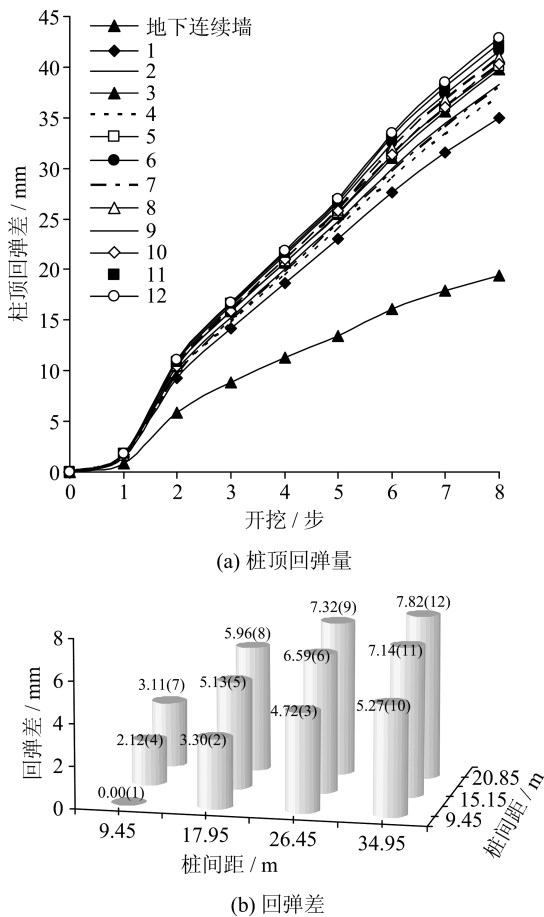 45
40
35
30
25
20
15
10
5
0
柱顶回弹差 / mm
地下连续墙
1
2
3
4
5
6
7
8
9
10
11
12
0 1 2 3 4 5 6 7 8
开挖 / 步
(a) 桩顶回弹量
8
6
4
2
0
回弹差 / mm
7.32(9) 7.82(12)
5.96(8) 6.59(6) 7.14(11)
3.11(7) 5.13(5) 4.72(3) 5.27(10)
2.12(4) 3.30(2)
0.00(1)
20.85
15.15
9.45
桩间距 / m
9.45 17.95 26.45 34.95
桩间距 / m
(b) 回弹差